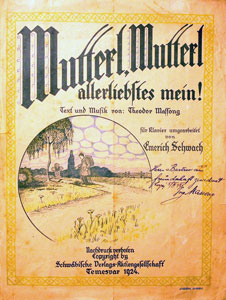 Mutterl, Mutterl
allerliebstes mein!
Text und Musik von: Theodor Massong
für Klavier umgearbeitet
von
Emrich Schwach
Nachdruck verboten
Copyright by
Schwäbische Verlags-Aktiengesellschaft
Temesvar 1924.